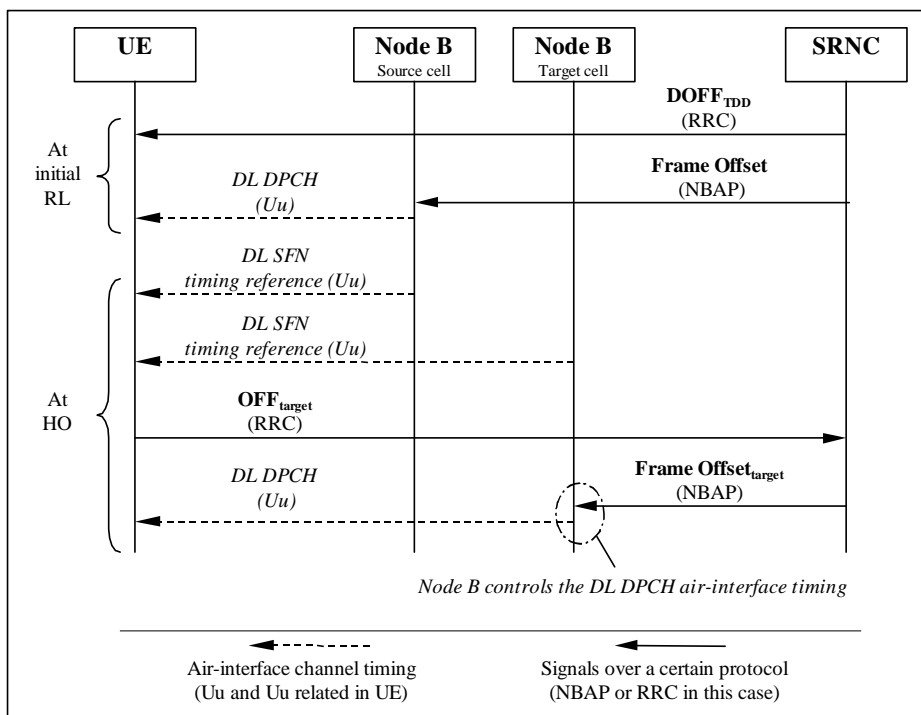 UE
Node B
Source cell
Node B
Target cell
SRNC
DOFFTDD
(RRC)
At
initial
RL
Frame Offset
(NBAP)
DL DPCH
(Uu)
DL SFN
timing reference (Uu)
DL SFN
timing reference (Uu)
At
HO
OFFtarget
(RRC)
Frame Offsettarget
(NBAP)
DL DPCH
(Uu)
Node B controls the DL DPCH air-interface timing
Air-interface channel timing
(Uu and Uu related in UE)
Signals over a certain protocol
(NBAP or RRC in this case)